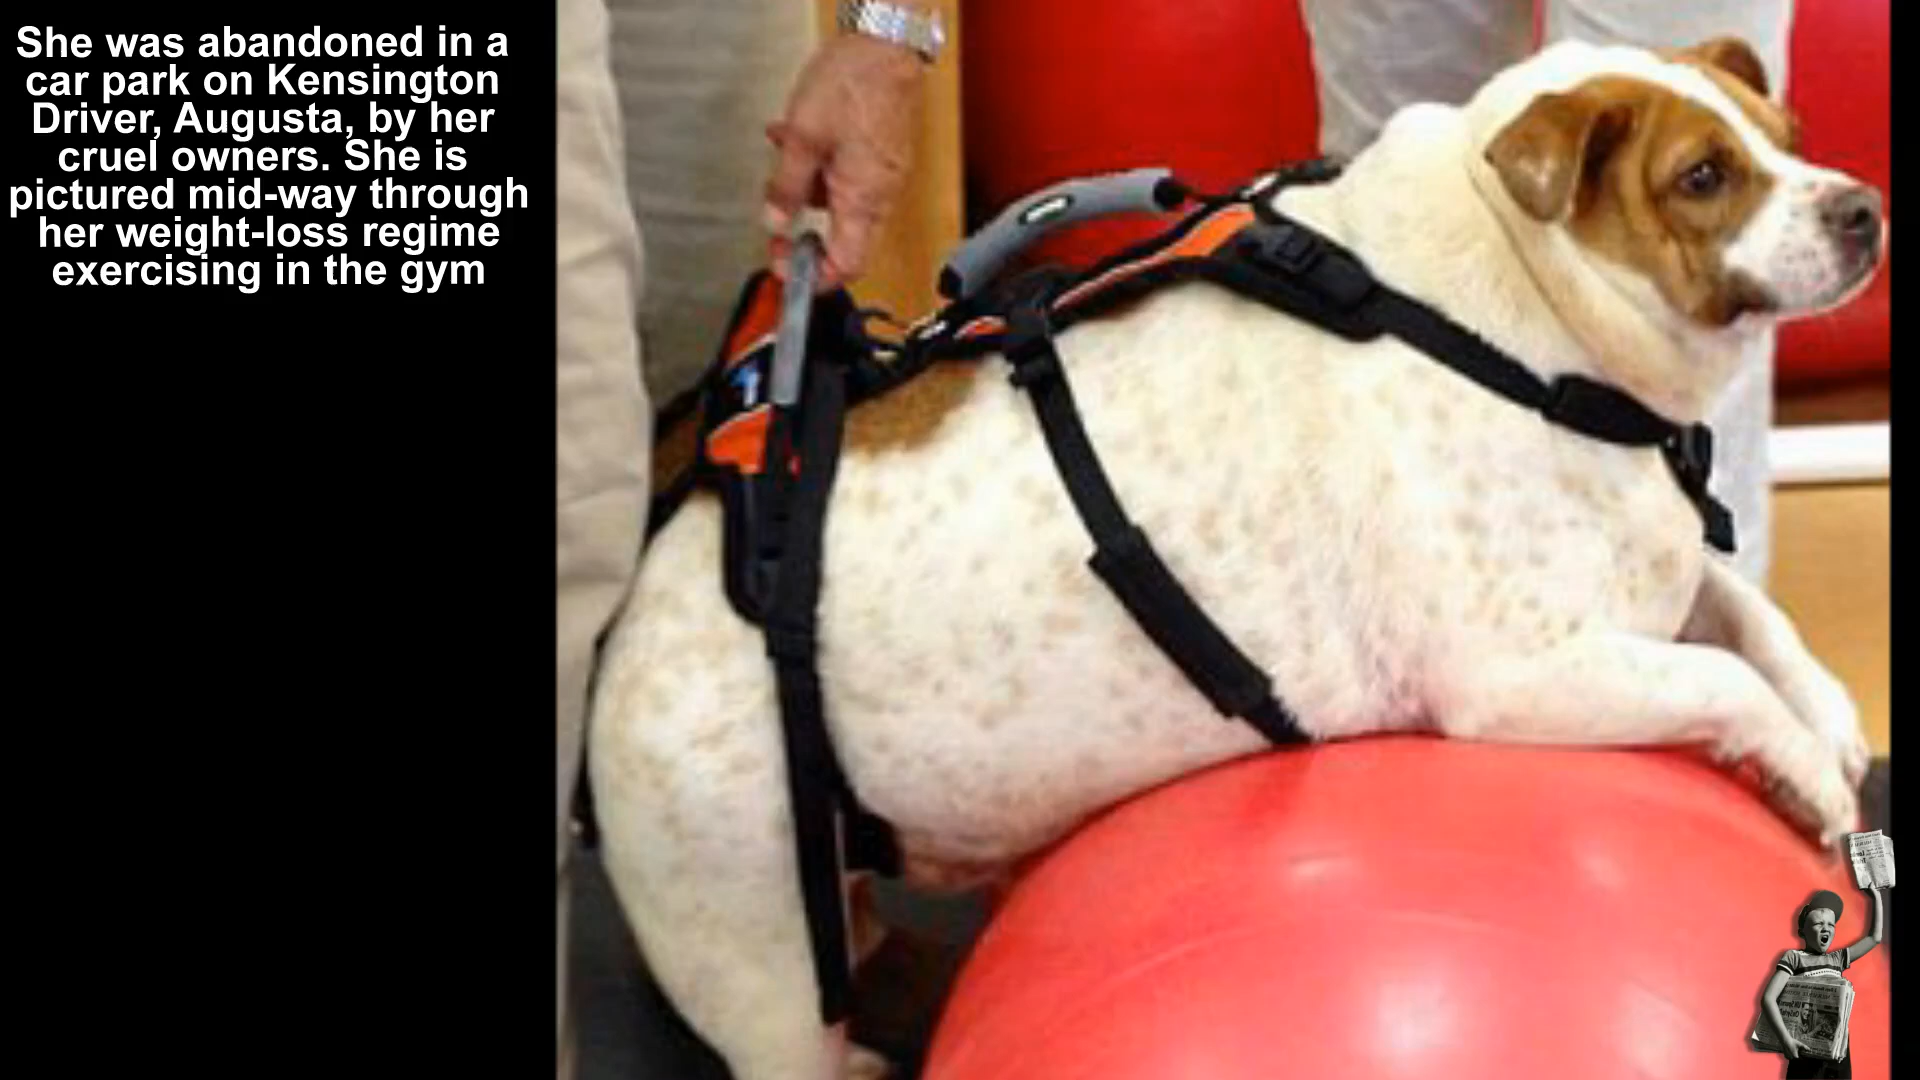 She was abandoned in a
car park on Kensington
Driver, Augusta, by her
cruel owners. She is
pictured mid-way through
her weight-loss regime
exercising in the gym